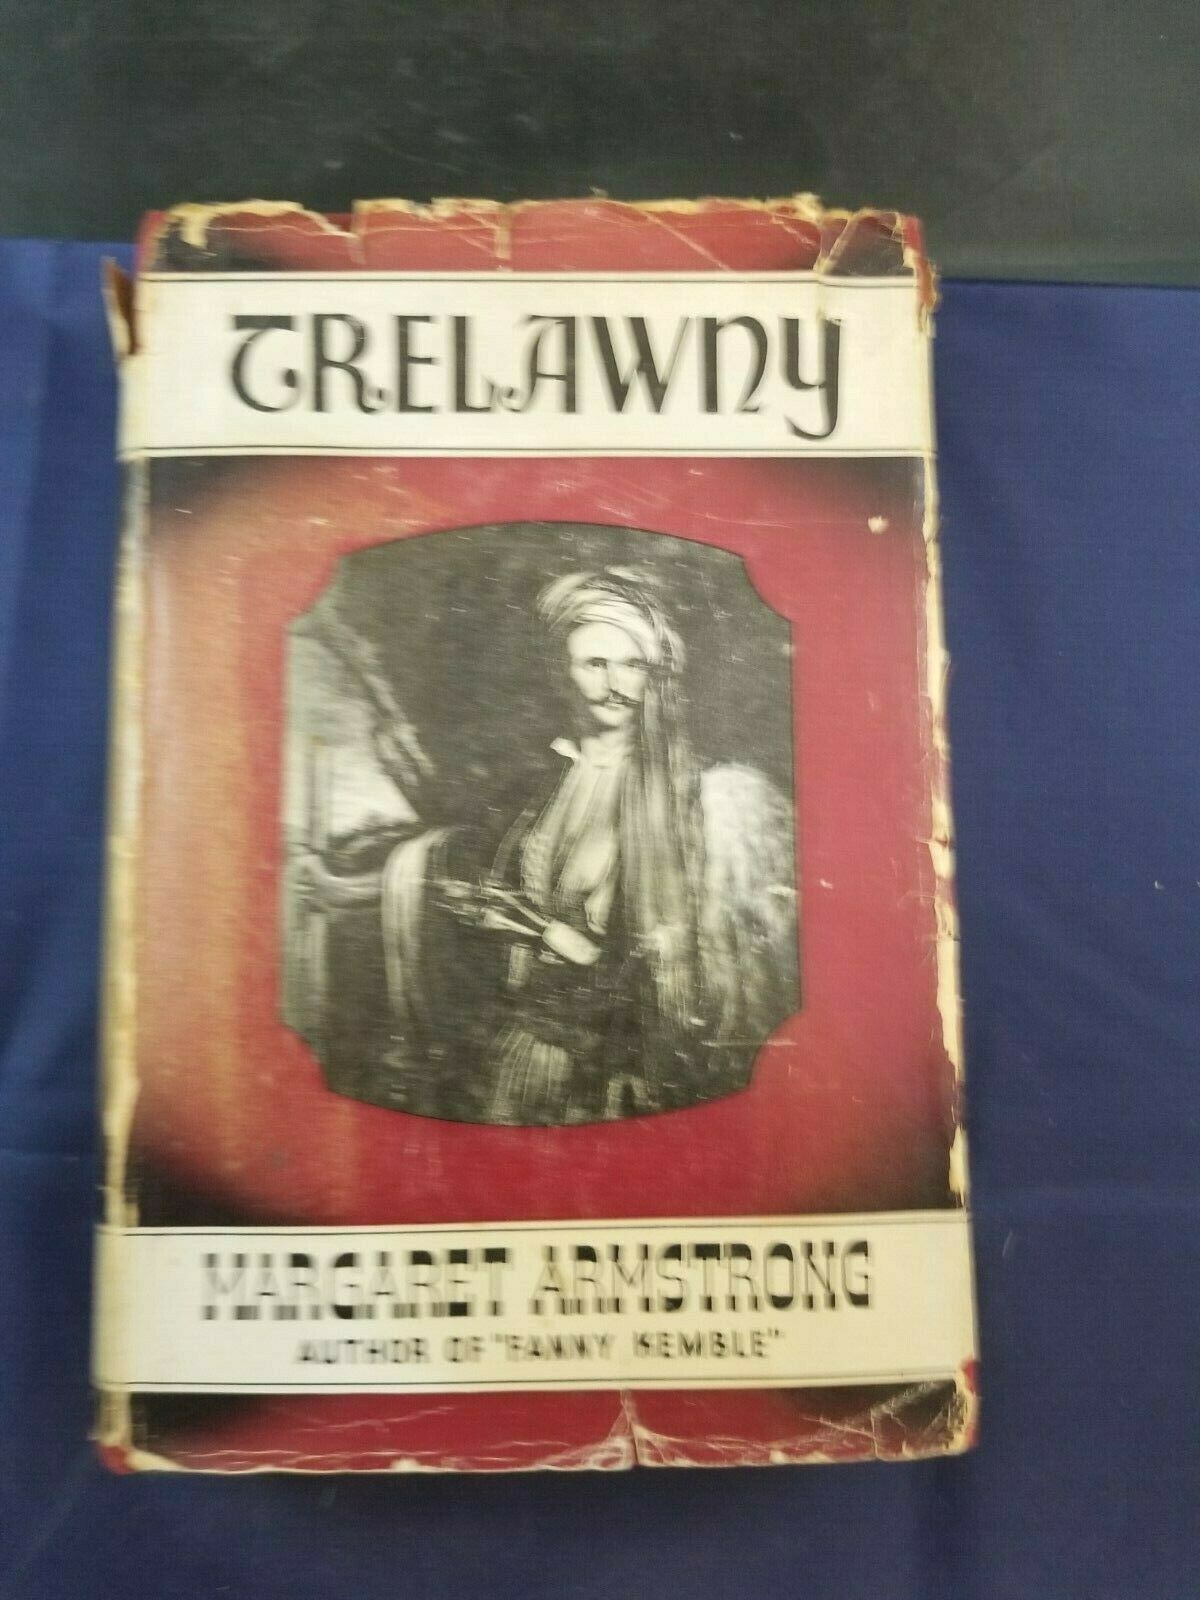 TRELAWNY
MARGARET ARMSTRONG
AUTHOR OF "FANNY KEMBLE"